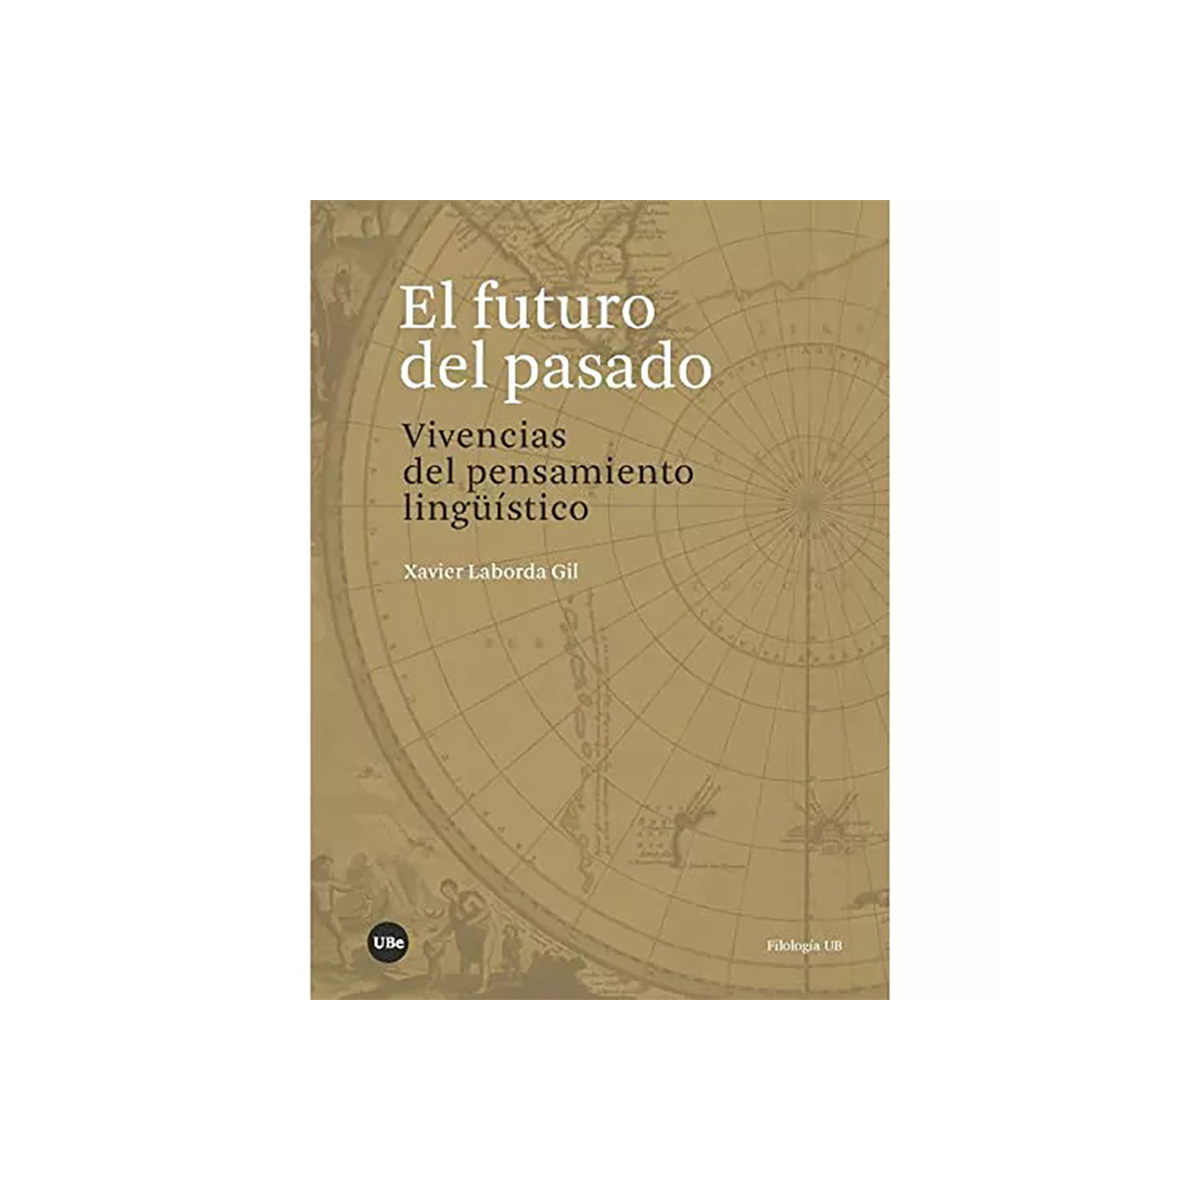 El futuro
del pasado
Vivencias
del pensamiento
lingüístico
Xavier Laborda Gil
UBe
Filología UB